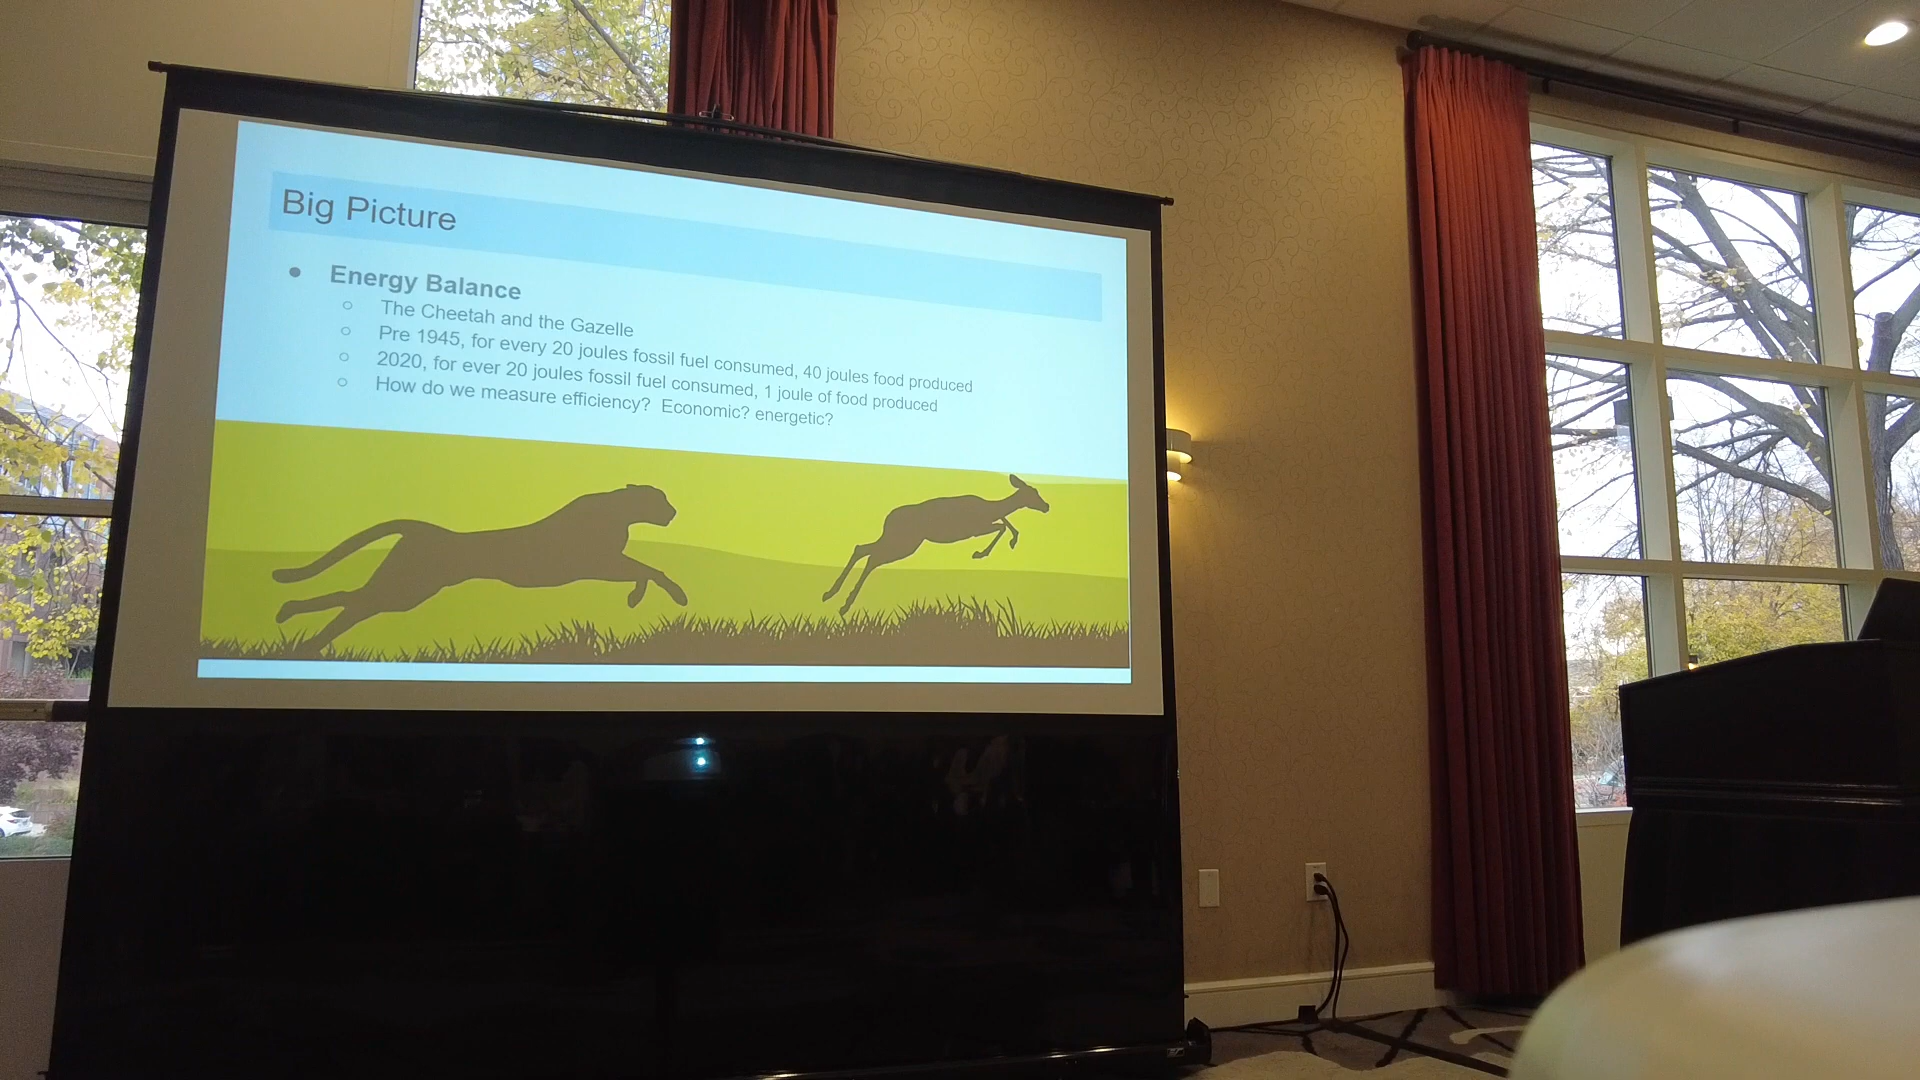 Big Picture
● Energy Balance
○ The Cheetah and the Gazelle
○ Pre 1945, for every 20 joules fossil fuel consumed, 40 joules food produced
○ 2020, for ever 20 joules fossil fuel consumed, 1 joule of food produced
○ How do we measure efficiency? Economic? energetic?